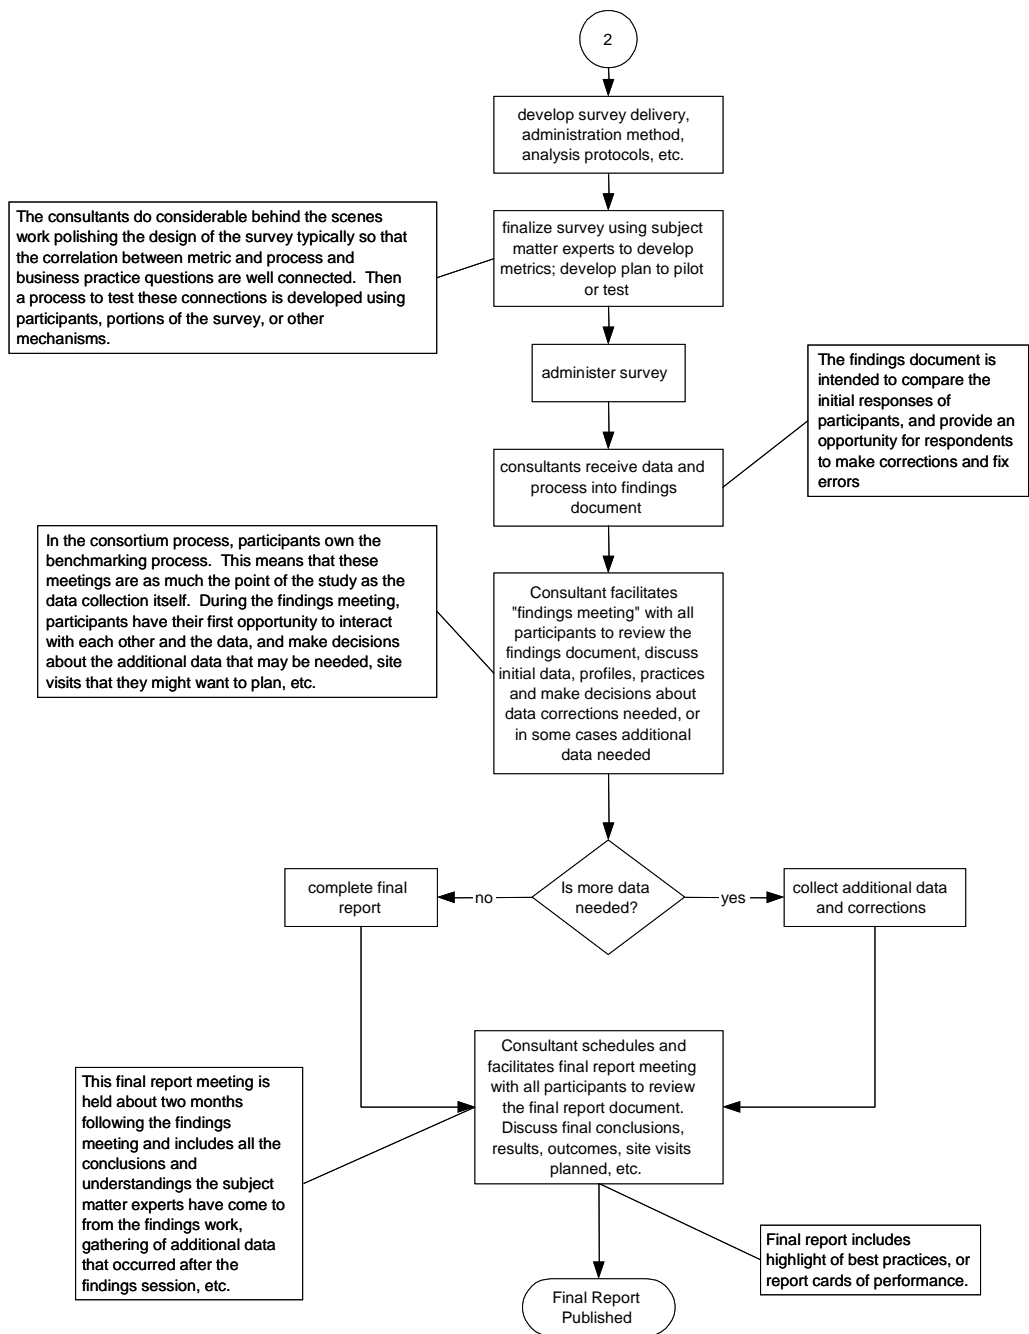 2
develop survey delivery,
administration method,
analysis protocols, etc.
The consultants do considerable behind the scenes
work polishing the design of the survey typically so that
the correlation between metric and process and
business practice questions are well connected.  Then
a process to test these connections is developed using
participants, portions of the survey, or other
mechanisms.
finalize survey using subject
matter experts to develop
metrics; develop plan to pilot
or test
administer survey
The findings document is
intended to compare the
initial responses of
participants, and provide an
opportunity for respondents
to make corrections and fix
errors
consultants receive data and
process into findings
document
In the consortium process, participants own the
benchmarking process.  This means that these
meetings are as much the point of the study as the
data collection itself.  During the findings meeting,
participants have their first opportunity to interact
with each other and the data, and make decisions
about the additional data that may be needed, site
visits that they might want to plan, etc.
Consultant facilitates
"findings meeting" with all
participants to review the
findings document, discuss
initial data, profiles, practices
and make decisions about
data corrections needed, or
in some cases additional
data needed
complete final
report
no
Is more data
needed?
yes
collect additional data
and corrections
Consultant schedules and
facilitates final report meeting
with all participants to review
the final report document.
Discuss final conclusions,
results, outcomes, site visits
planned, etc.
This final report meeting is
held about two months
following the findings
meeting and includes all the
conclusions and
understandings the subject
matter experts have come to
from the findings work,
gathering of additional data
that occurred after the
findings session, etc.
Final report includes
highlight of best practices, or
report cards of performance.
Final Report
Published